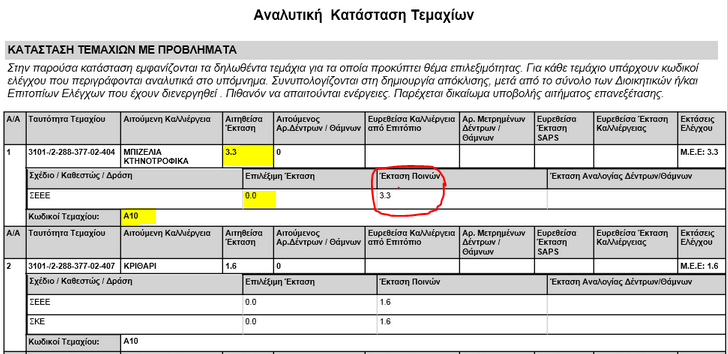 Αναλυτική Κατάσταση Τεμαχίων
ΚΑΤΑΣΤΑΣΗ ΤΕΜΑΧΙΩΝ ΜΕ ΠΡΟΒΛΗΜΑΤΑ
Στην παρούσα κατάσταση εμφανίζονται τα δηλωθέντα τεμάχια για τα οποία προκύπτει θέμα επιλεξιμότητας. Για κάθε τεμάχιο υπάρχουν κωδικοί
ελέγχου που περιγράφονται αναλυτικά στο υπόμνημα. Συνυπολογίζονται στη δημιουργία απόκλισης, μετά από το σύνολο των Διοικητικών ή/και
Επιτοπίων Ελέγχων που έχουν διενεργηθεί . Πιθανόν να απαιτούνται ενέργειες. Παρέχεται δικαίωμα υποβολής αιτήματος επανεξέτασης.
Α/Α Ταυτότητα Τεμαχίου Αιτούμενη Καλλιέργεια Αιτηθείσα Έκταση Αιτούμενος Αρ.Δέντρων / Θάμνων Ευρεθείσα Καλλιέργεια από Επιτόπιο Αρ. Μετρημένων Δέντρων / Θάμνων Ευρεθείσα Έκταση SAPS Ευρεθείσα Έκταση Καλλιέργειας Εκτάσεις Ελέγχου
1 3101-/2-288-377-02-404 ΜΠΙΖΕΛΙΑ ΚΤΗΝΟΤΡΟΦΙΚΑ 3.3 0 Μ.Ε.Ε: 3.3
Σχέδιο / Καθεστώς / Δράση Επιλέξιμη Έκταση Έκταση Ποινών Έκταση Αναλογίας Δέντρων/Θάμνων
ΣΕΕΕ 0.0 3.3
Κωδικοί Τεμαχίου: Α10
Α/Α Ταυτότητα Τεμαχίου Αιτούμενη Καλλιέργεια Αιτηθείσα Έκταση Αιτούμενος Αρ.Δέντρων / Θάμνων Ευρεθείσα Καλλιέργεια από Επιτόπιο Αρ. Μετρημένων Δέντρων / Θάμνων Ευρεθείσα Έκταση SAPS Ευρεθείσα Έκταση Καλλιέργειας Εκτάσεις Ελέγχου
2 3101-/2-288-377-02-407 ΚΡΙΘΑΡΙ 1.6 0 Μ.Ε.Ε: 1.6
Σχέδιο / Καθεστώς / Δράση Επιλέξιμη Έκταση Έκταση Ποινών Έκταση Αναλογίας Δέντρων/Θάμνων
ΣΕΕΕ 0.0 1.6
ΣΚΕ 0.0 1.6
Κωδικοί Τεμαχίου: Α10